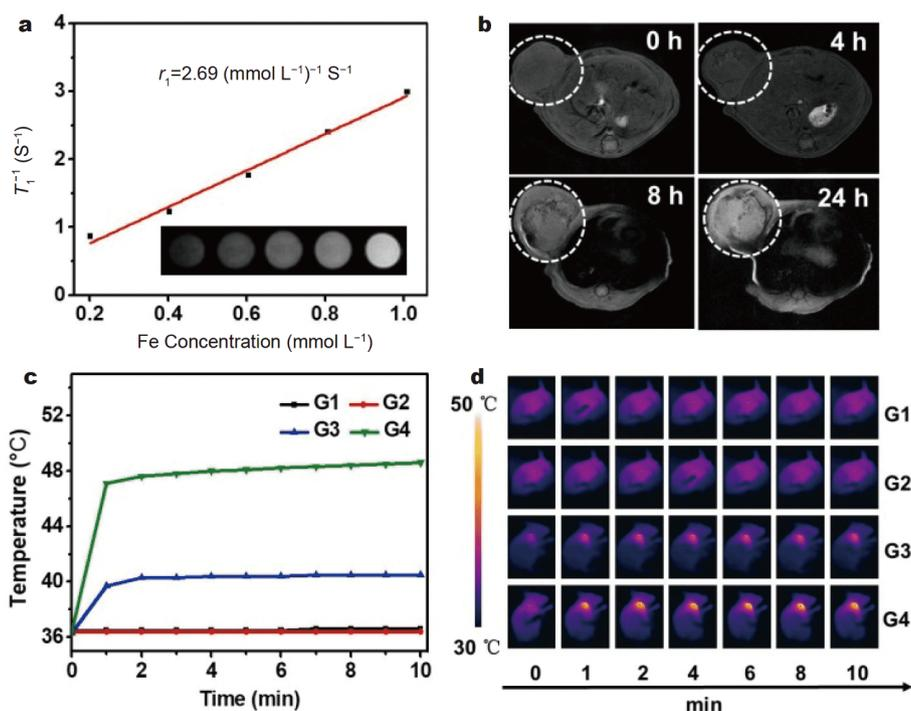 a
4
3
2
1
0
T₁⁻¹ (S⁻¹)
r₁=2.69 (mmol L⁻¹)⁻¹ S⁻¹
0.2 0.4 0.6 0.8 1.0
Fe Concentration (mmol L⁻¹)
b
0 h
4 h
8 h
24 h
c
52
48
44
40
36
Temperature (°C)
G1 G2
G3 G4
0 2 4 6 8 10
Time (min)
d
50 ℃
30 ℃
G1
G2
G3
G4
0 1 2 4 6 8 10
min